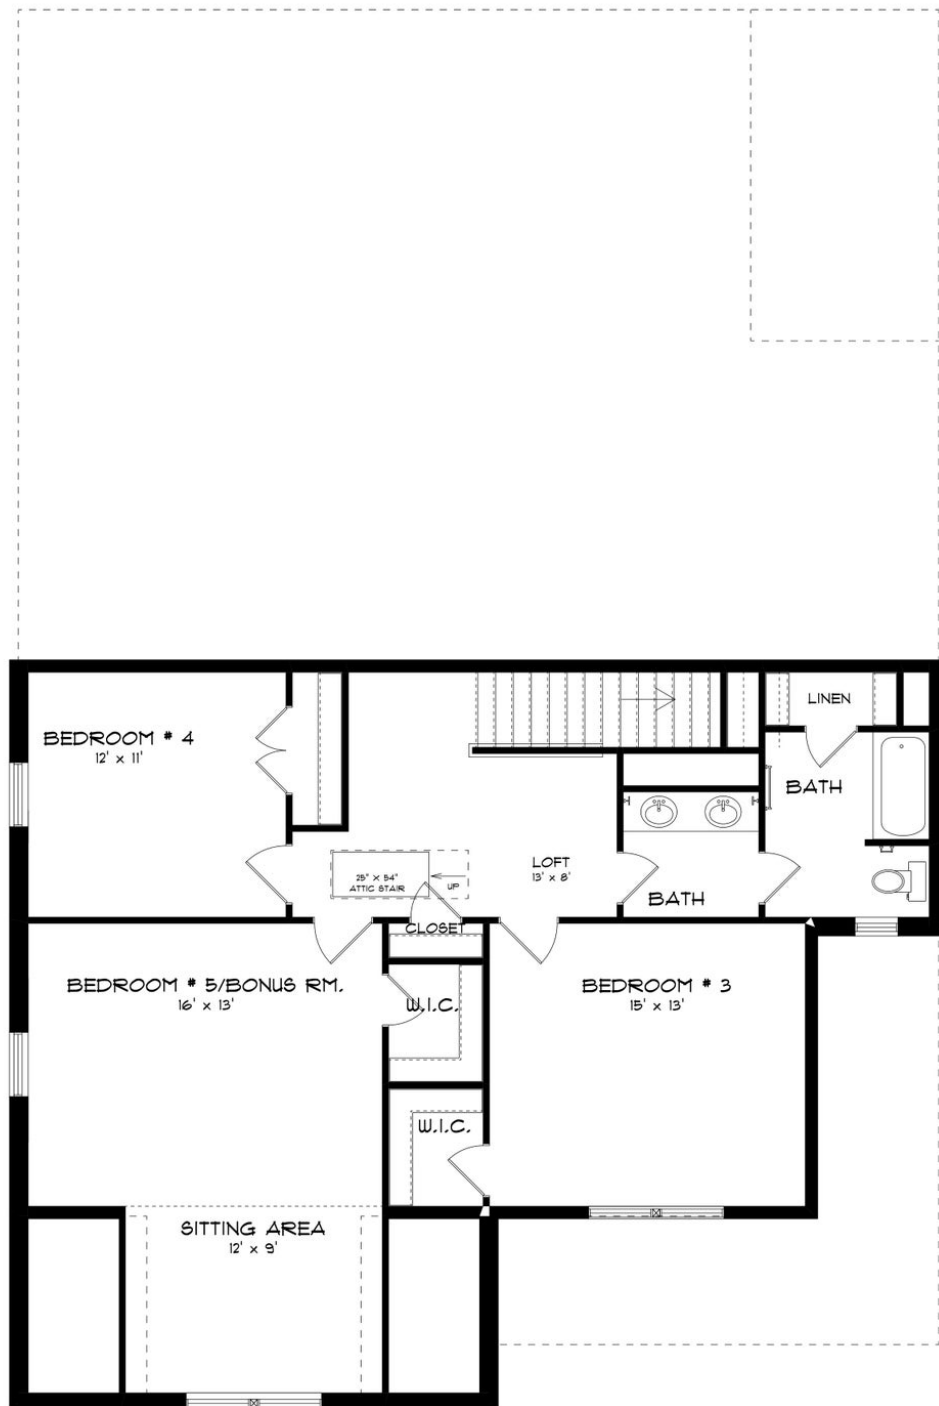 LINEN
BEDROOM # 4
12' x 11'
BATH
LOFT
13' x 8'
25" X 54"
ATTIC STAIR
UP
BATH
CLOSET
BEDROOM # 5/BONUS RM.
16' x 13'
W.I.C.
BEDROOM # 3
15' x 13'
W.I.C.
SITTING AREA
12' x 9'